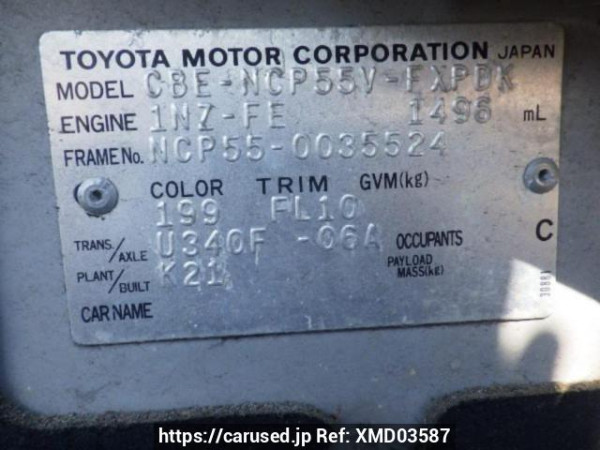 TOYOTA MOTOR CORPORATION JAPAN
MODEL CBE-NCP55V-EXPDK
ENGINE 1NZ-FE 1496 mL
FRAME No. NCP55-0035524
COLOR TRIM GVM(kg)
199 FL10
TRANS./AXLE U340F -06A OCCUPANTS C
PLANT/BUILT K21 PAYLOAD MASS(kg)
CAR NAME
https://carused.jp Ref: XMD03587